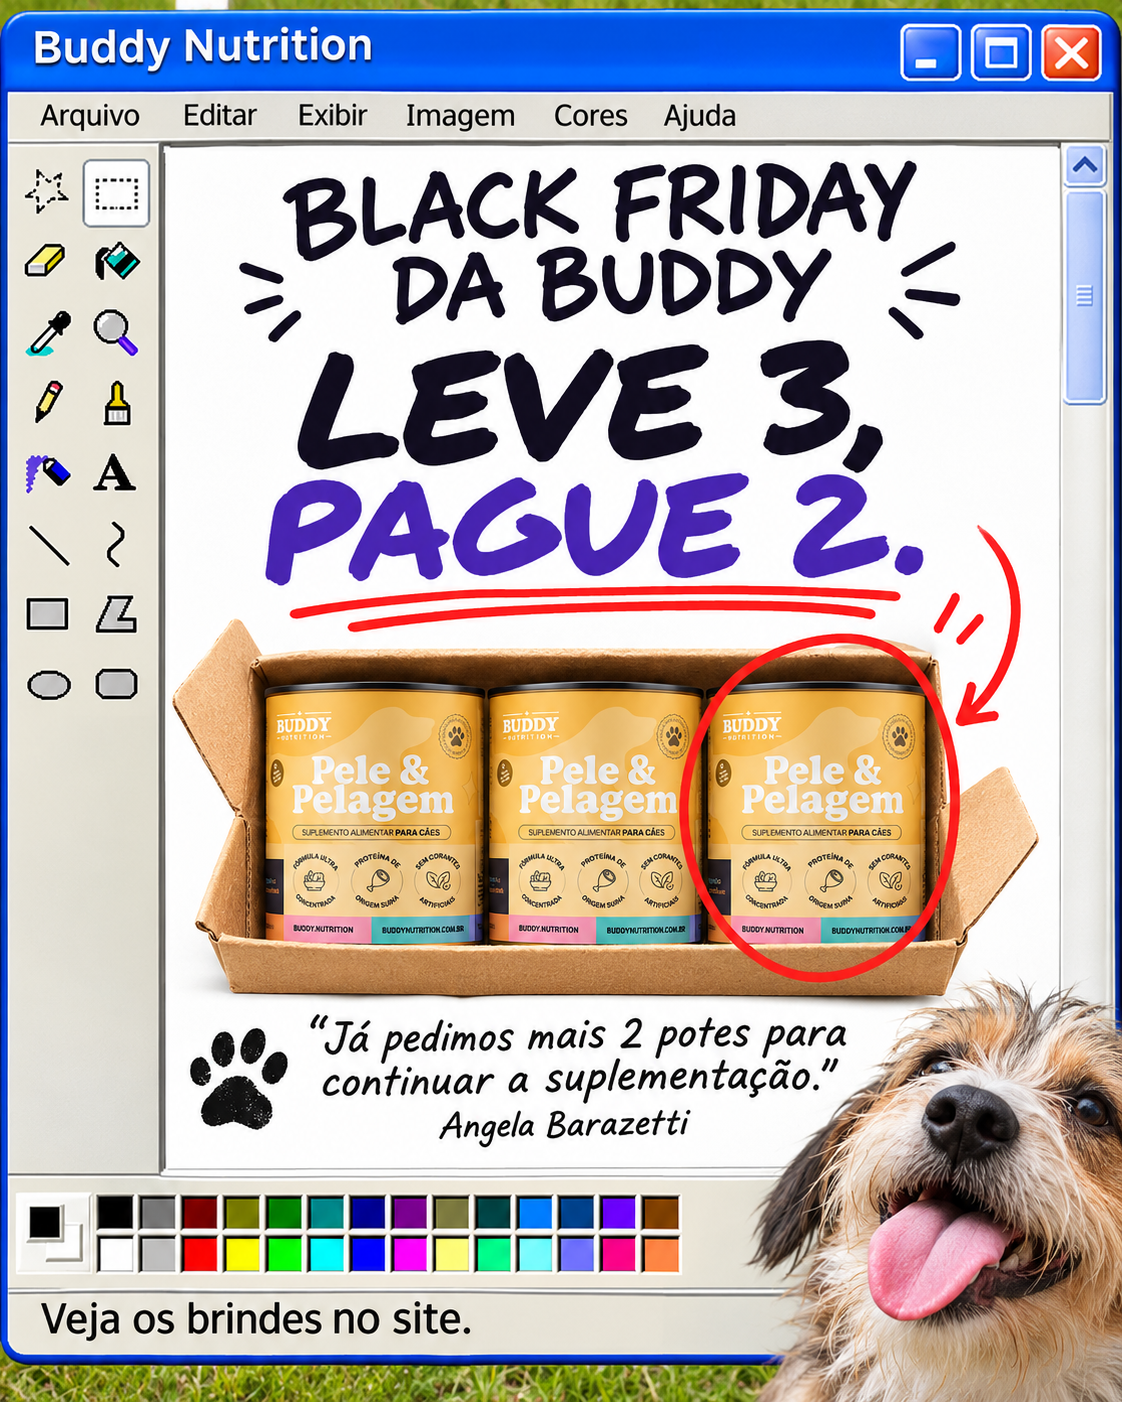 Buddy Nutrition
Arquivo Editar Exibir Imagem Cores Ajuda
A
BLACK FRIDAY
DA BUDDY
LEVE 3,
PAGUE 2.
BUDDY
NUTRITION
Pele &
Pelagem
SUPLEMENTO ALIMENTAR PARA CÃES
FÓRMULA ULTRA CONCENTRADA
PROTEÍNA DE ORIGEM SUÍNA
SEM CORANTES ARTIFICIAIS
BUDDY.NUTRITION
BUDDYNUTRITION.COM.BR
BUDDY
NUTRITION
Pele &
Pelagem
SUPLEMENTO ALIMENTAR PARA CÃES
FÓRMULA ULTRA CONCENTRADA
PROTEÍNA DE ORIGEM SUÍNA
SEM CORANTES ARTIFICIAIS
BUDDY.NUTRITION
BUDDYNUTRITION.COM.BR
BUDDY
NUTRITION
Pele &
Pelagem
SUPLEMENTO ALIMENTAR PARA CÃES
FÓRMULA ULTRA CONCENTRADA
PROTEÍNA DE ORIGEM SUÍNA
SEM CORANTES ARTIFICIAIS
BUDDY.NUTRITION
BUDDYNUTRITION.COM.BR
“Já pedimos mais 2 potes para
continuar a suplementação.”
Angela Barazetti
Veja os brindes no site.